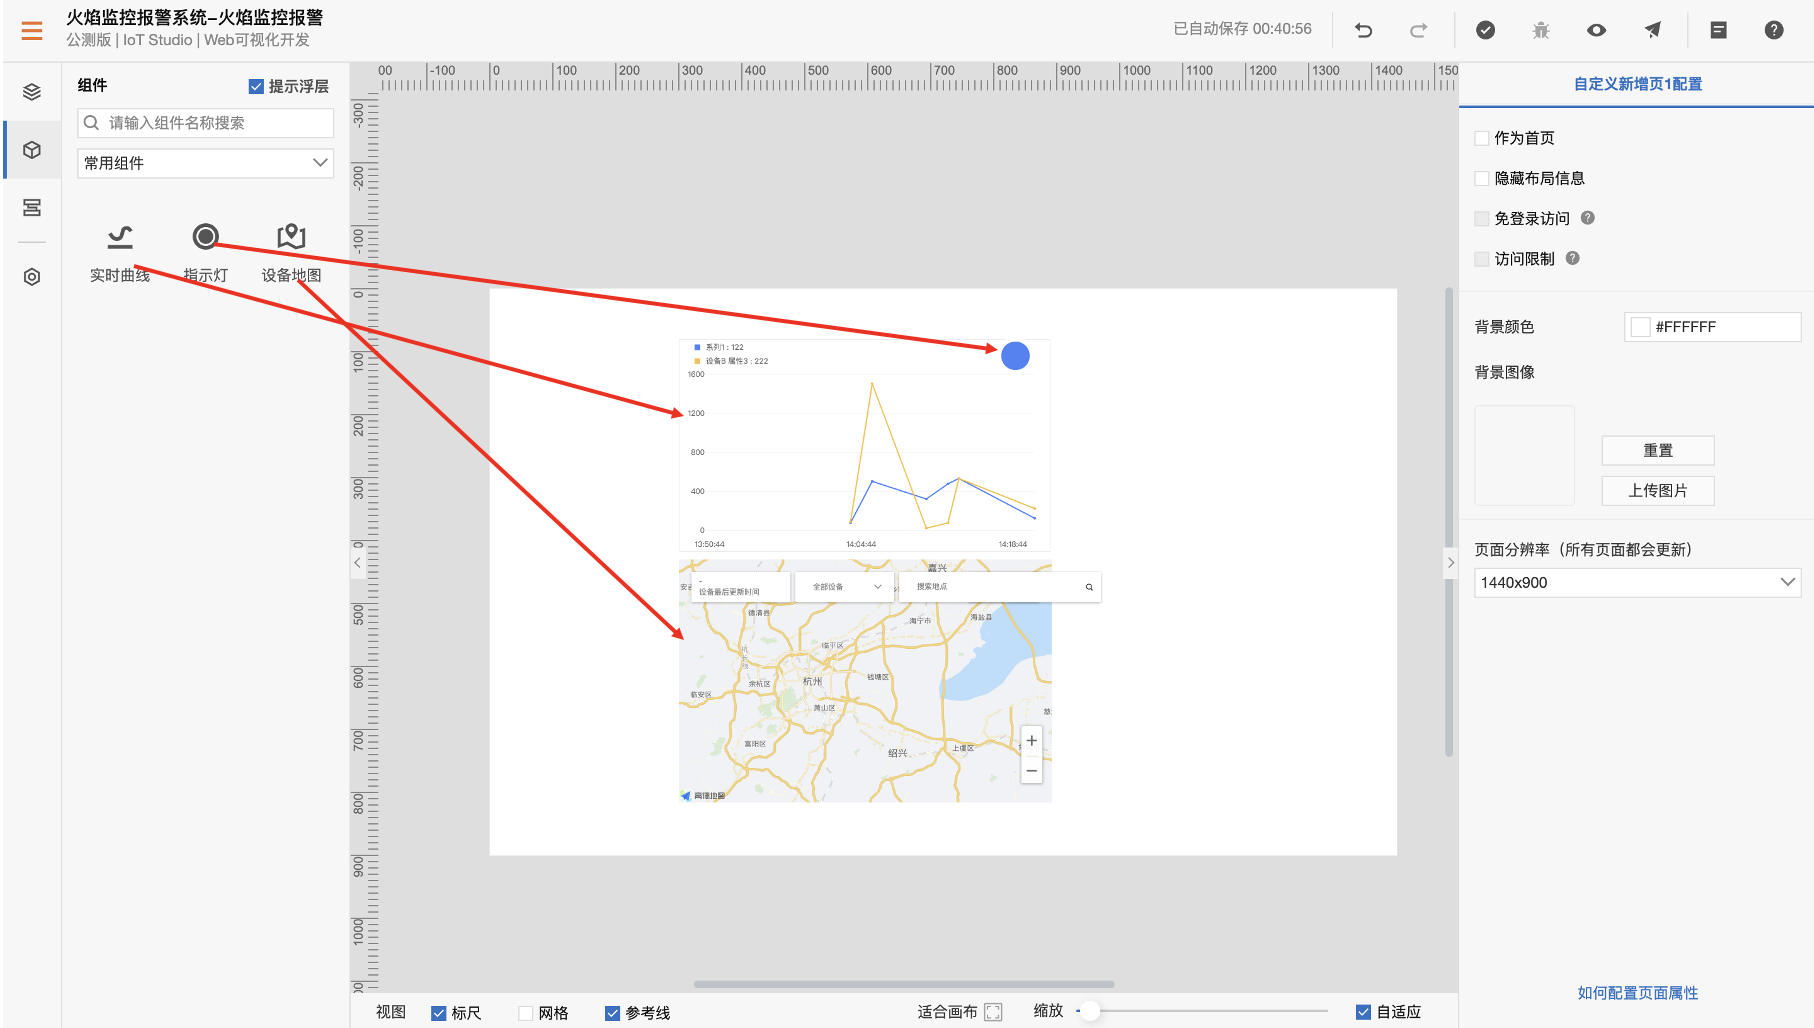 火焰监控报警系统–火焰监控报警
公测版 | IoT Studio | Web可视化开发
已自动保存 00:40:56
组件
提示浮层
请输入组件名称搜索
常用组件
实时曲线
指示灯
设备地图
00 -100 0 100 200 300 400 500 600 700 800 900 1000 1100 1200 1300 1400 150
-300
-200
-100
0
100
200
300
0
500
600
700
800
900
1000
系列1 : 122
设备B 属性3 : 222
1600
1200
800
400
0
13:50:44 14:04:44 14:18:44
嘉兴
-
设备最后更新时间
全部设备
搜索地点
德清县
海宁市
海盐县
临平区
余杭区
杭州
钱塘区
临安区
萧山区
富阳区
绍兴
上虞区
+
−
高德地图
自定义新增页1配置
作为首页
隐藏布局信息
免登录访问
访问限制
背景颜色
#FFFFFF
背景图像
重置
上传图片
页面分辨率（所有页面都会更新）
1440x900
如何配置页面属性
视图
标尺
网格
参考线
适合画布
缩放
自适应